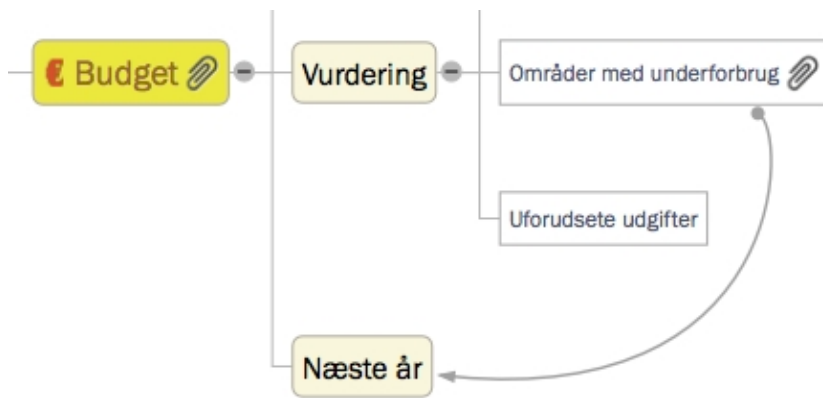 € Budget
Vurdering
Områder med underforbrug
Uforudsete udgifter
Næste år